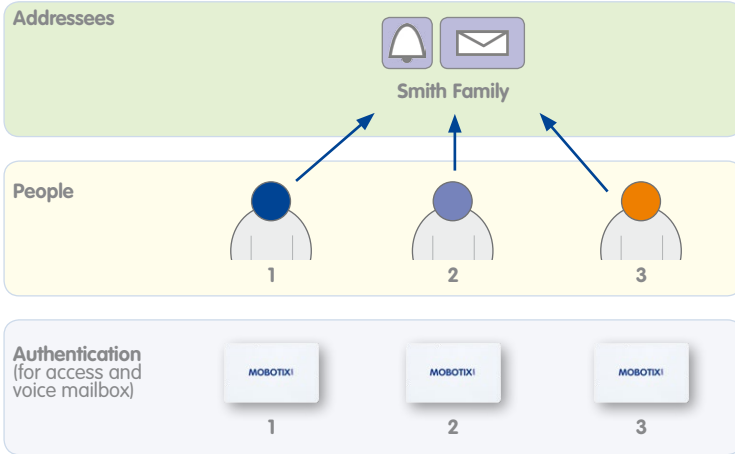 Addressees
Smith Family
People
1 2 3
Authentication
(for access and
voice mailbox)
MOBOTIX MOBOTIX MOBOTIX
1 2 3